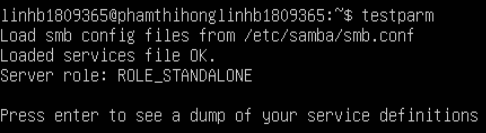 linhb1809365@phamthihonglinhb1809365:~$ testparm
Load smb config files from /etc/samba/smb.conf
Loaded services file OK.
Server role: ROLE_STANDALONE
Press enter to see a dump of your service definitions